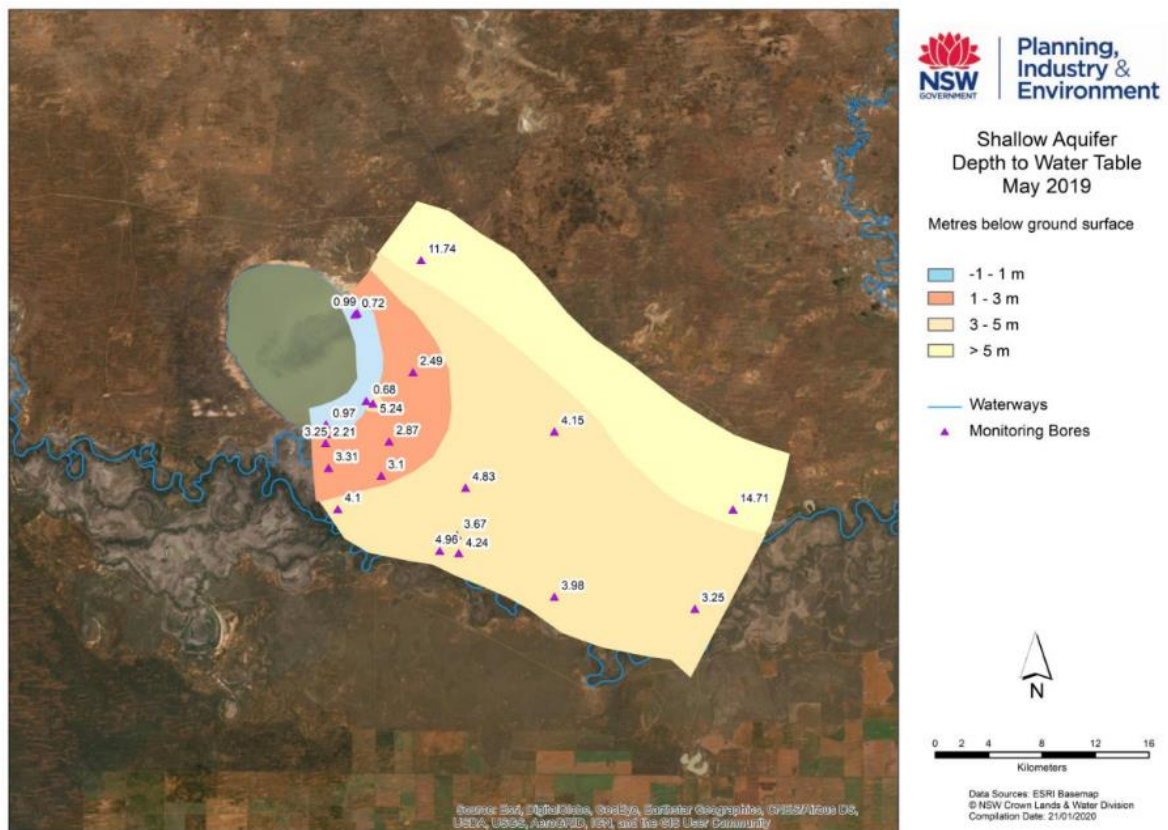 NSW
GOVERNMENT
Planning,
Industry &
Environment
Shallow Aquifer
Depth to Water Table
May 2019
Metres below ground surface
-1 - 1 m
1 - 3 m
3 - 5 m
> 5 m
Waterways
Monitoring Bores
11.74
0.99
0.72
2.49
0.68
5.24
0.97
3.25
2.21
2.87
3.31
3.1
4.15
4.83
4.1
14.71
3.67
4.96
4.24
3.98
3.25
N
0 2 4 8 12 16
Kilometers
Data Sources: ESRI Basemap
© NSW Crown Lands & Water Division
Compilation Date: 21/01/2020
Source: Esri, DigitalGlobe, GeoEye, Earthstar Geographics, CNES/Airbus DS,
USDA, USGS, AeroGRID, IGN, and the GIS User Community